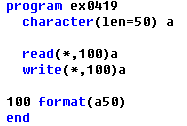 program ex0419
  character(len=50) a

  read(*,100)a
  write(*,100)a

100 format(a50)
end